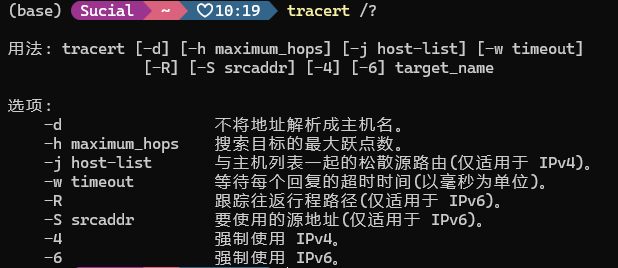 (base) Sucial ~ ♡10:19 tracert /?
用法: tracert [-d] [-h maximum_hops] [-j host-list] [-w timeout]
[-R] [-S srcaddr] [-4] [-6] target_name
选项:
-d 不将地址解析成主机名。
-h maximum_hops 搜索目标的最大跃点数。
-j host-list 与主机列表一起的松散源路由(仅适用于 IPv4)。
-w timeout 等待每个回复的超时时间(以毫秒为单位)。
-R 跟踪往返行程路径(仅适用于 IPv6)。
-S srcaddr 要使用的源地址(仅适用于 IPv6)。
-4 强制使用 IPv4。
-6 强制使用 IPv6。